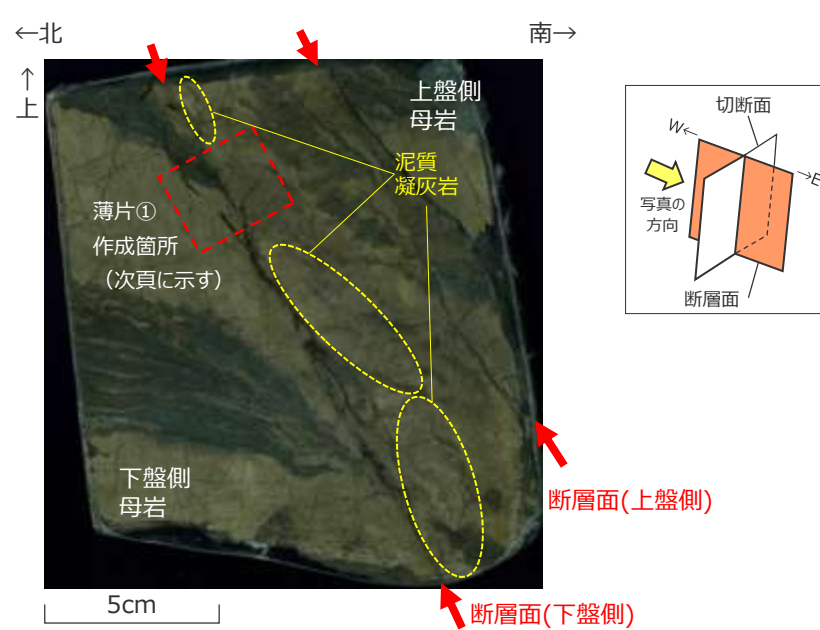 ←北
南→
↑
上
上盤側
母岩
泥質
凝灰岩
薄片①
作成箇所
(次頁に示す)
下盤側
母岩
断層面(上盤側)
断層面(下盤側)
5cm
切断面
W←
→E
写真の
方向
断層面